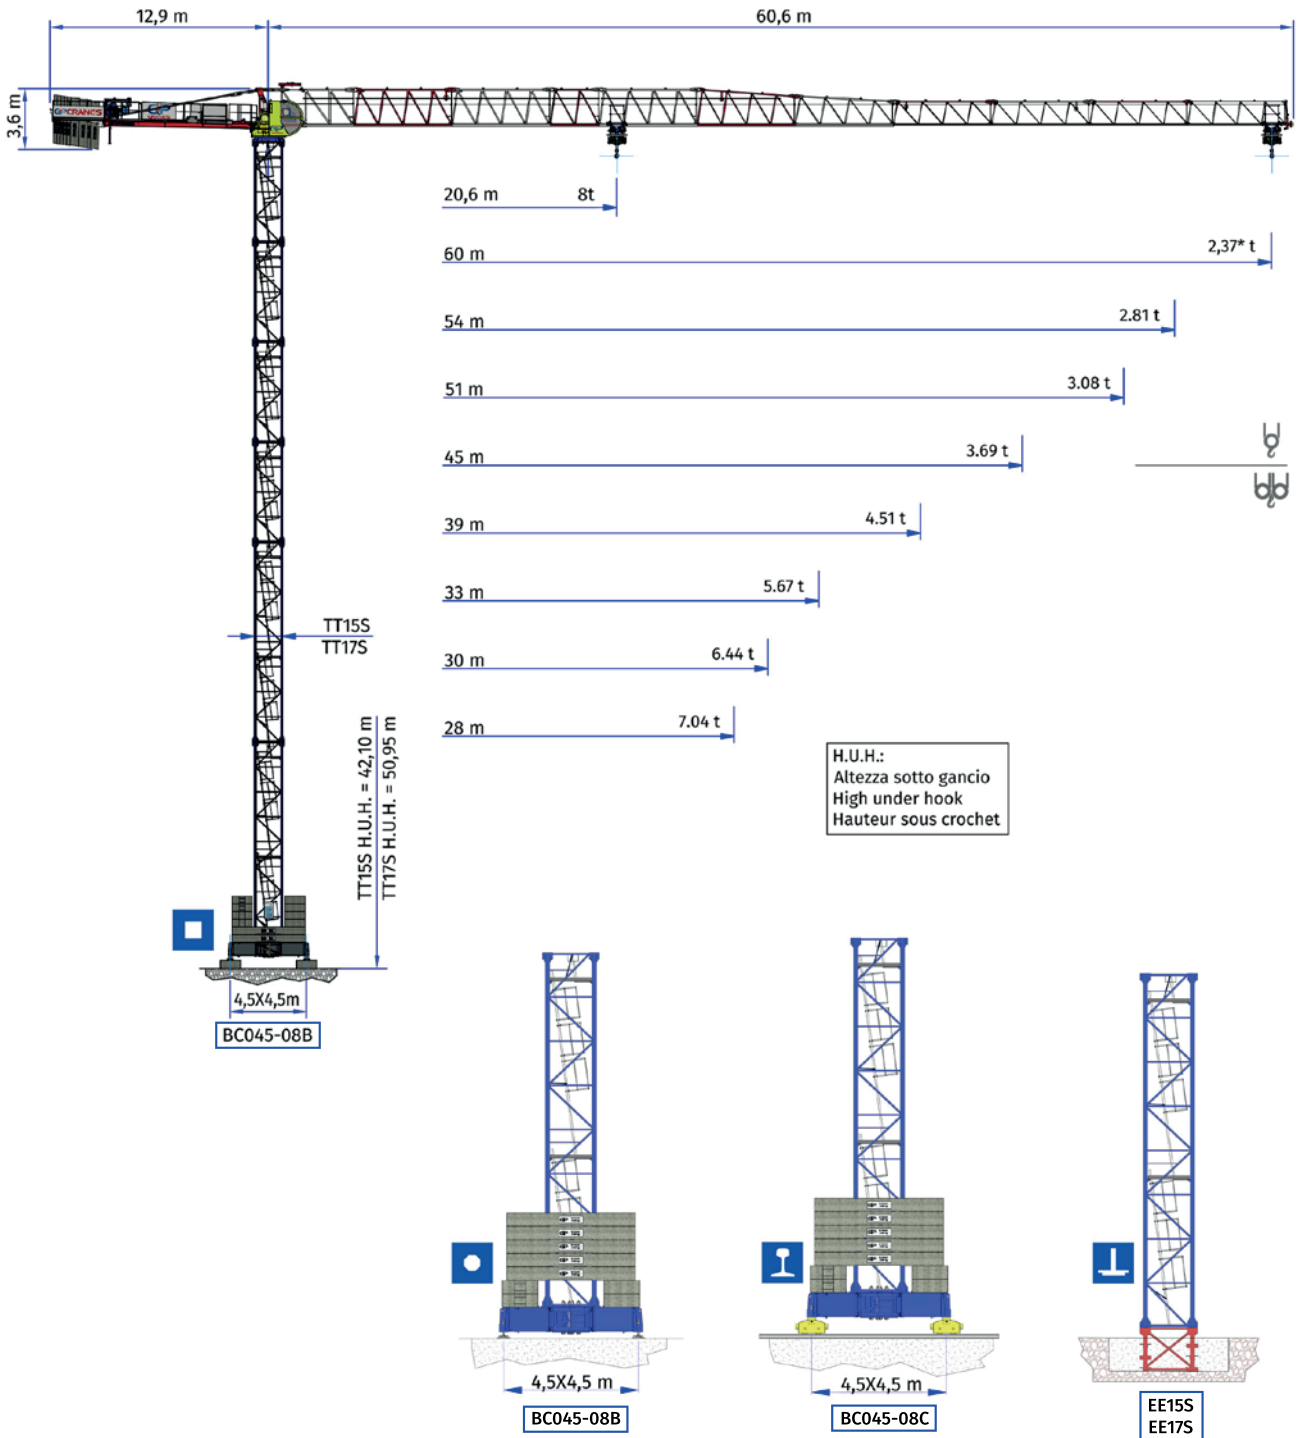 12,9 m
60,6 m
3,6 m
GPCRANES
20,6 m 8t
60 m 2,37* t
54 m 2.81 t
51 m 3.08 t
45 m 3.69 t
39 m 4.51 t
33 m 5.67 t
TT15S
TT17S
30 m 6.44 t
28 m 7.04 t
TT15S H.U.H. = 42,10 m
TT17S H.U.H. = 50,95 m
H.U.H.:
Altezza sotto gancio
High under hook
Hauteur sous crochet
4,5X4,5m
BC045-08B
4,5X4,5 m
BC045-08B
4,5X4,5 m
BC045-08C
EE15S
EE17S